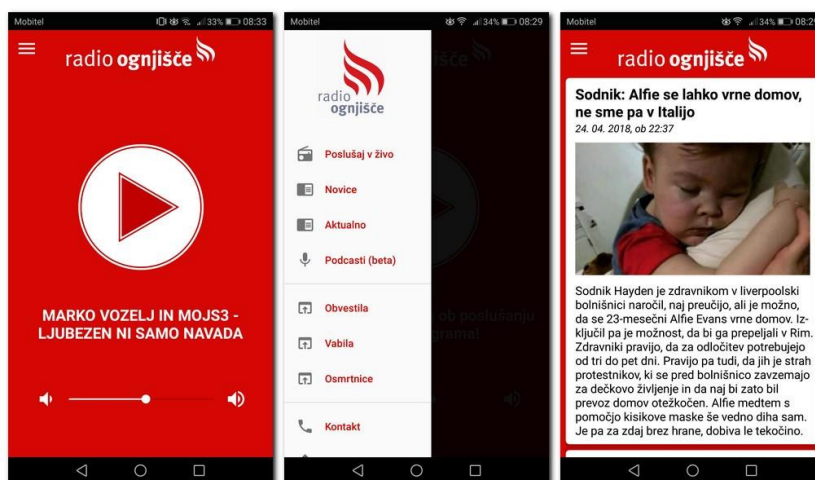 Mobitel
33% 08:33
radio ognjišče
MARKO VOZELJ IN MOJS3 -
LJUBEZEN NI SAMO NAVADA
Mobitel
34% 08:29
radio
ognjišče
Poslušaj v živo
Novice
Aktualno
Podcasti (beta)
Obvestila
Vabila
Osmrtnice
Kontakt
išče
ob poslušanju
grama!
Mobitel
34% 08:29
radio ognjišče
Sodnik: Alfie se lahko vrne domov,
ne sme pa v Italijo
24. 04. 2018, ob 22:37
Sodnik Hayden je zdravnikom v liverpoolski
bolnišnici naročil, naj preučijo, ali je možno,
da se 23-mesečni Alfie Evans vrne domov. Iz-
ključil pa je možnost, da bi ga prepeljali v Rim.
Zdravniki pravijo, da za odločitev potrebujejo
od tri do pet dni. Pravijo pa tudi, da jih je strah
protestnikov, ki se pred bolnišnico zavzemajo
za dečkovo življenje in da naj bi zato bil
prevoz domov otežkočen. Alfie medtem s
pomočjo kisikove maske še vedno diha sam.
Je pa za zdaj brez hrane, dobiva le tekočino.